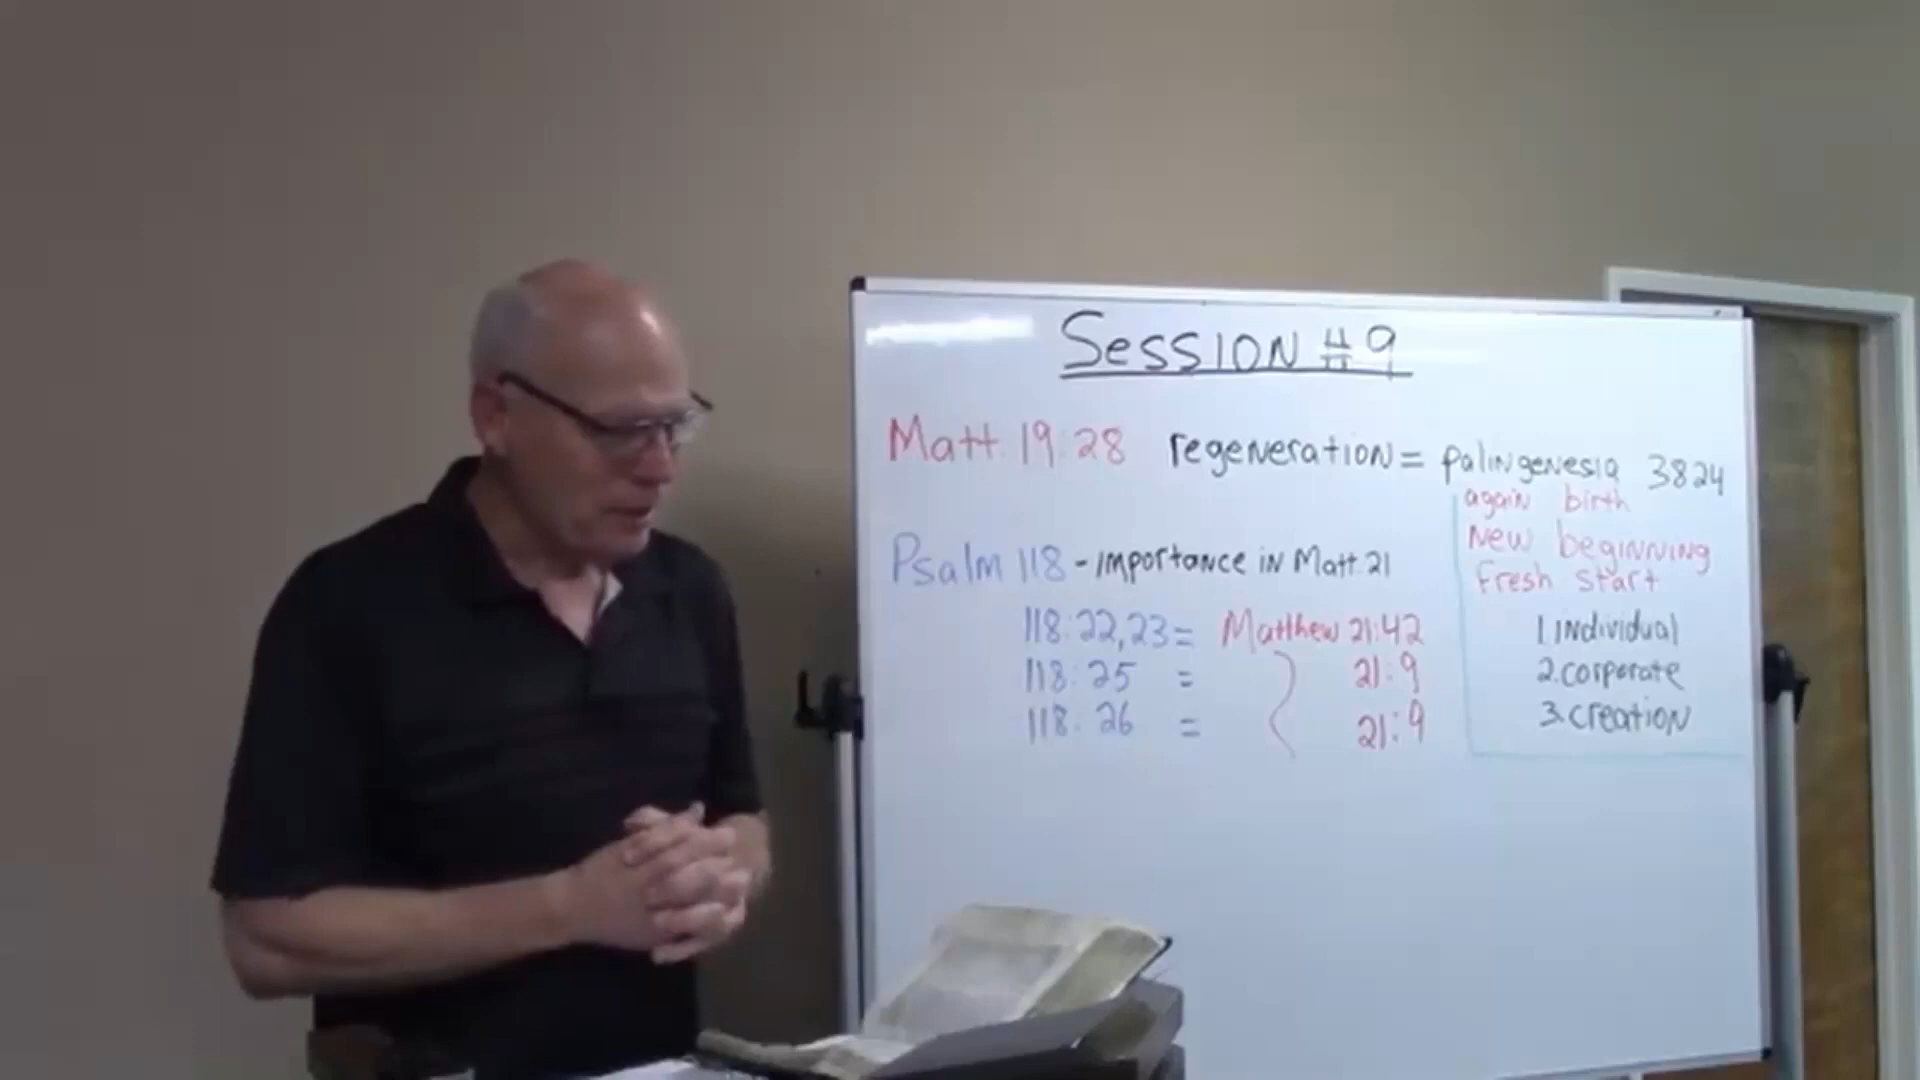 SESSION #9
Matt. 19:28 regeneration = palingenesia 3824
again birth
New beginning
Fresh start
1. individual
2. corporate
3. creation
Psalm 118 - importance in Matt. 21
118:22,23 = Matthew 21:42
118:25 = 21:9
118:26 = 21:9